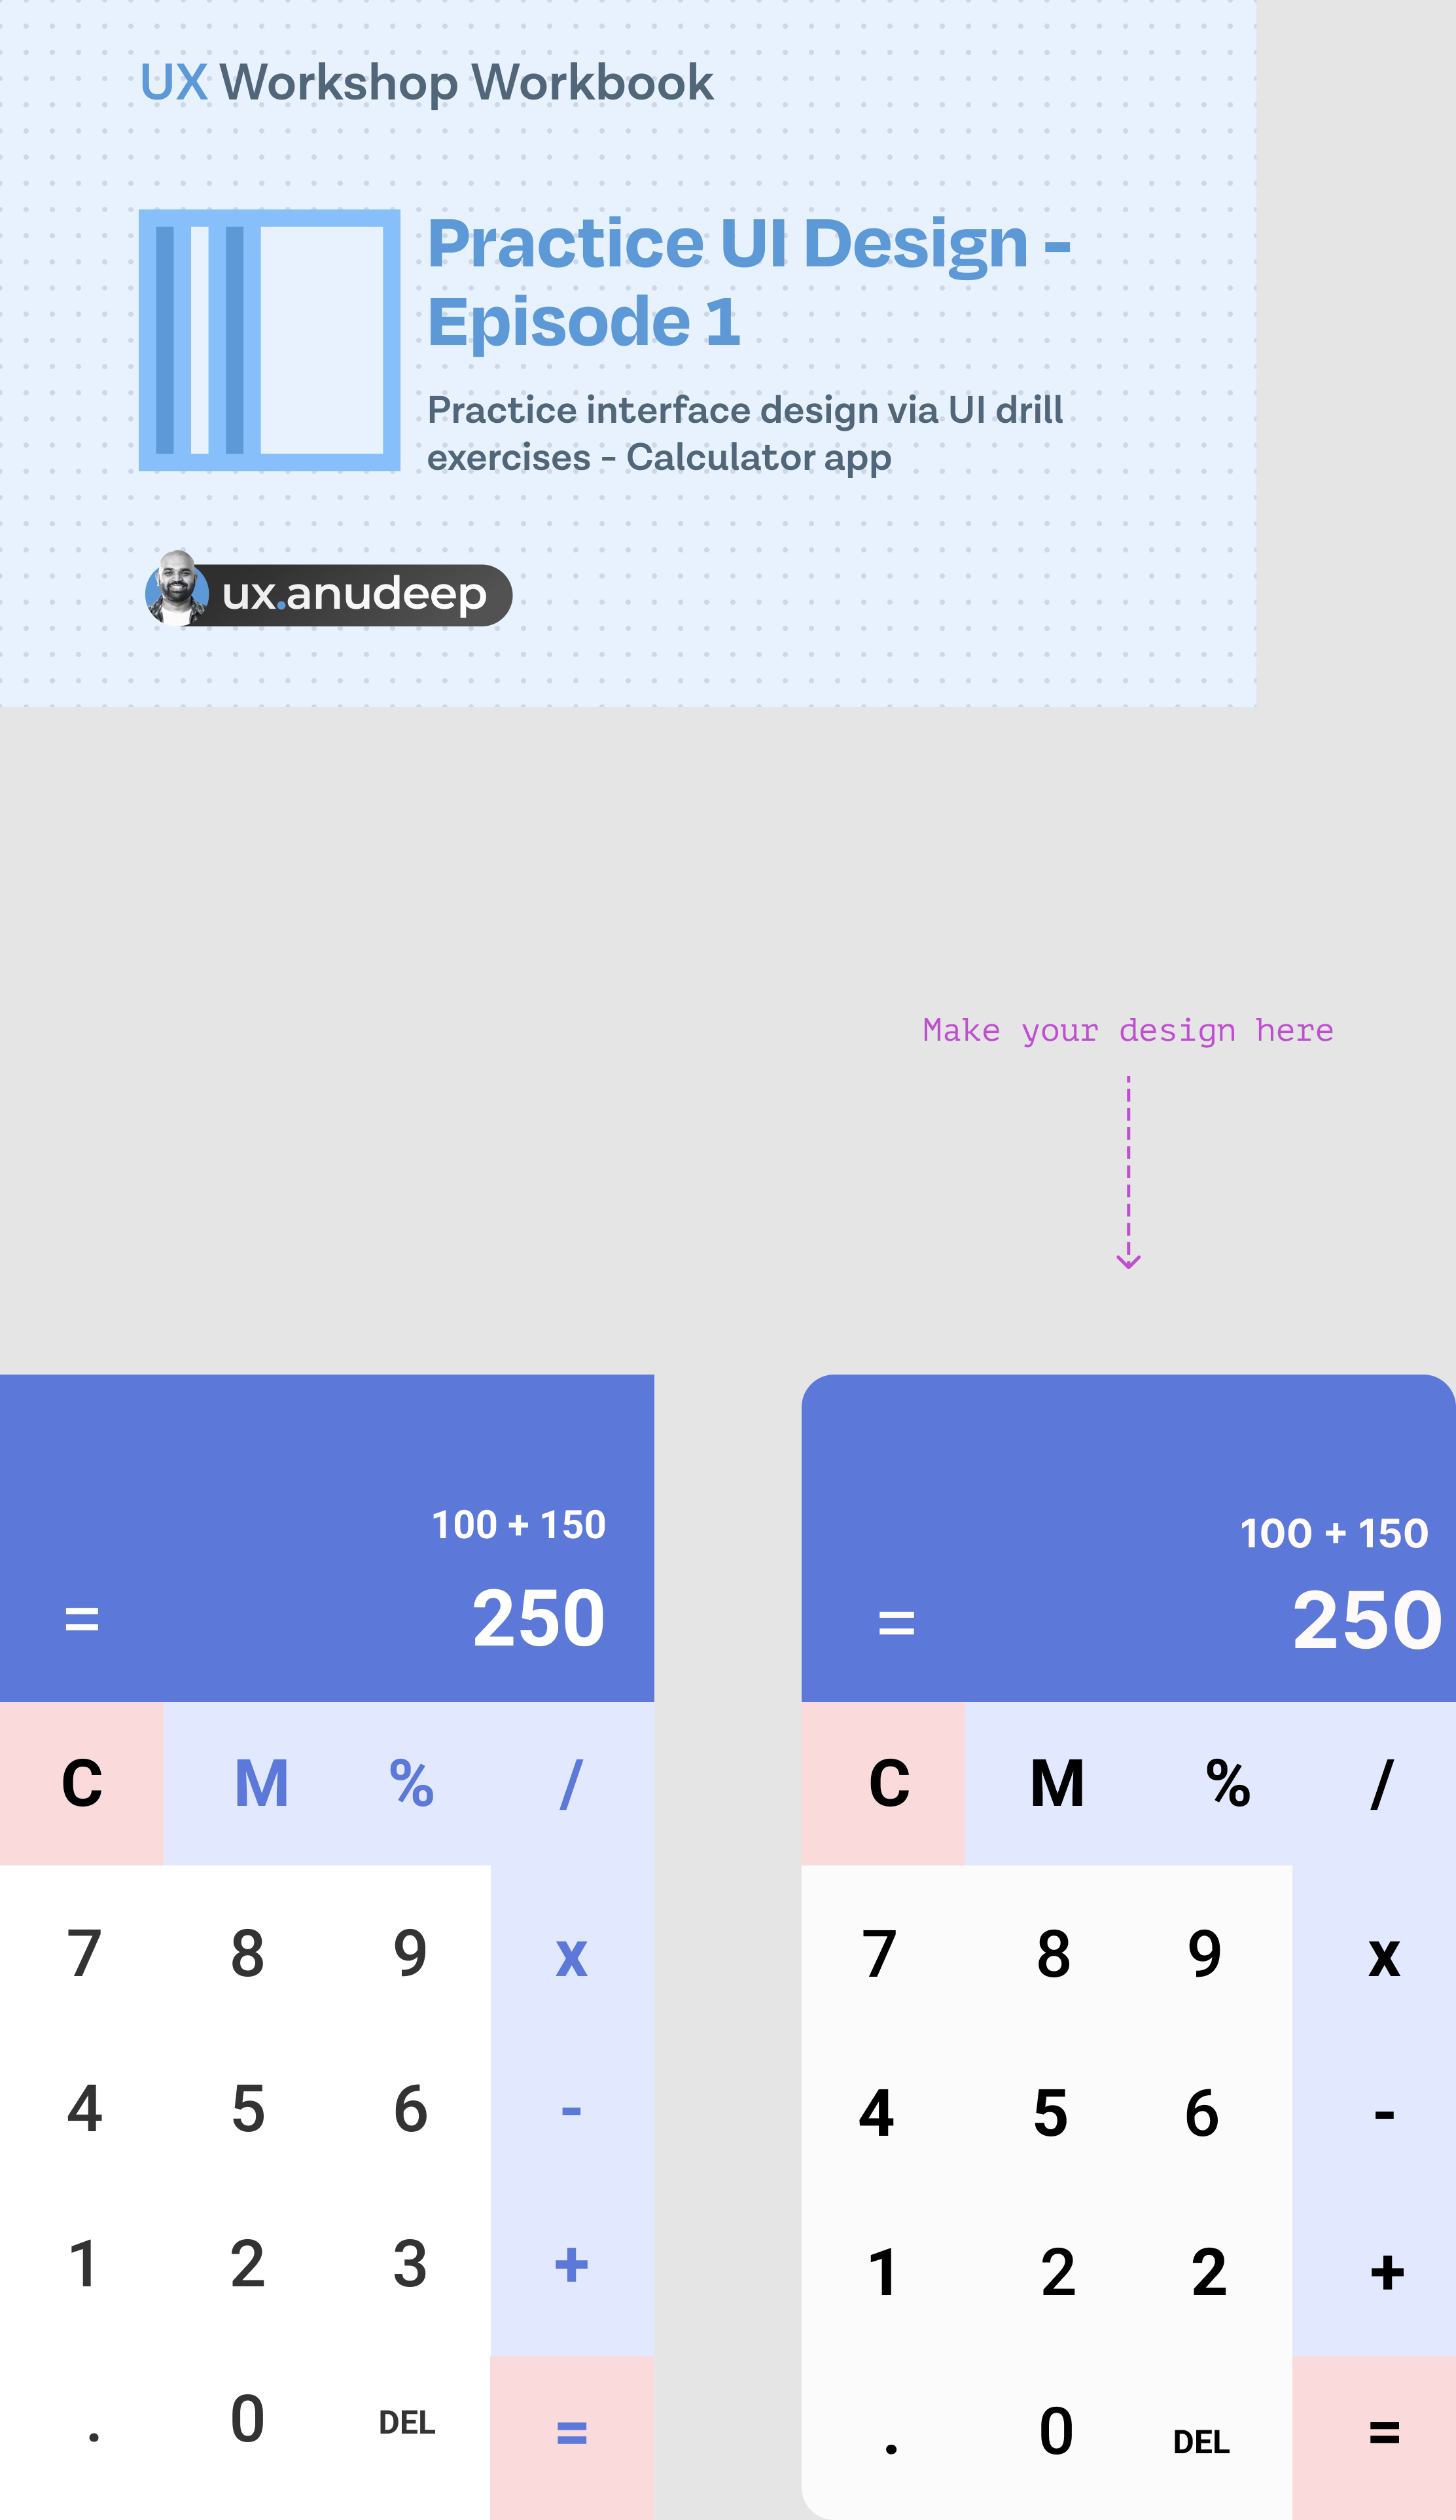 UX Workshop Workbook
Practice UI Design -
Episode 1
Practice interface design via UI drill
exercises - Calculator app
ux.anudeep
Make your design here
100 + 150
= 250
C M % /
7 8 9 x
4 5 6 -
1 2 3 +
. 0 DEL =
100 + 150
= 250
C M % /
7 8 9 x
4 5 6 -
1 2 2 +
. 0 DEL =